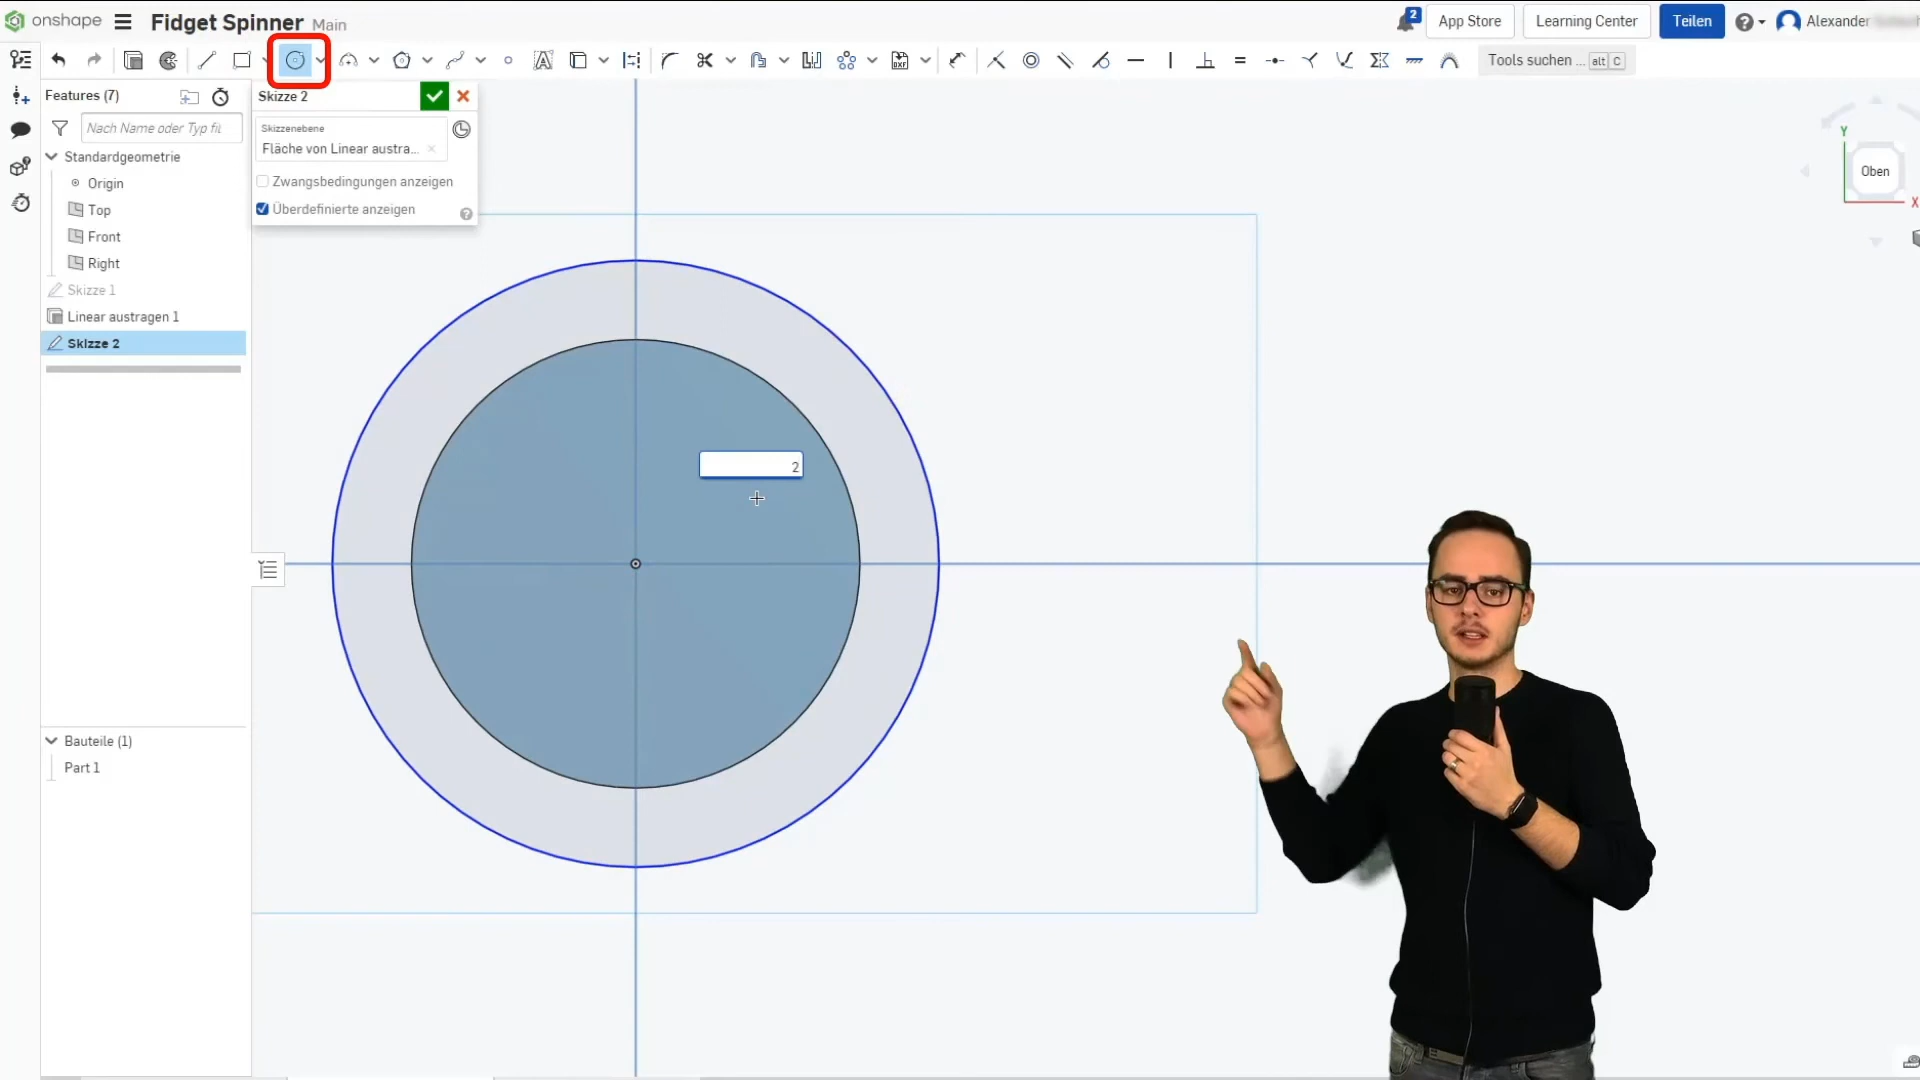 onshape
Fidget Spinner Main
2
App Store
Learning Center
Teilen
Alexander
Tools suchen ... alt C
Features (7)
Nach Name oder Typ fil
Standardgeometrie
Origin
Top
Front
Right
Skizze 1
Linear austragen 1
Skizze 2
Skizze 2
Skizzenebene
Fläche von Linear austra...
Zwangsbedingungen anzeigen
Überdefinierte anzeigen
2
Y
Oben
X
Bauteile (1)
Part 1